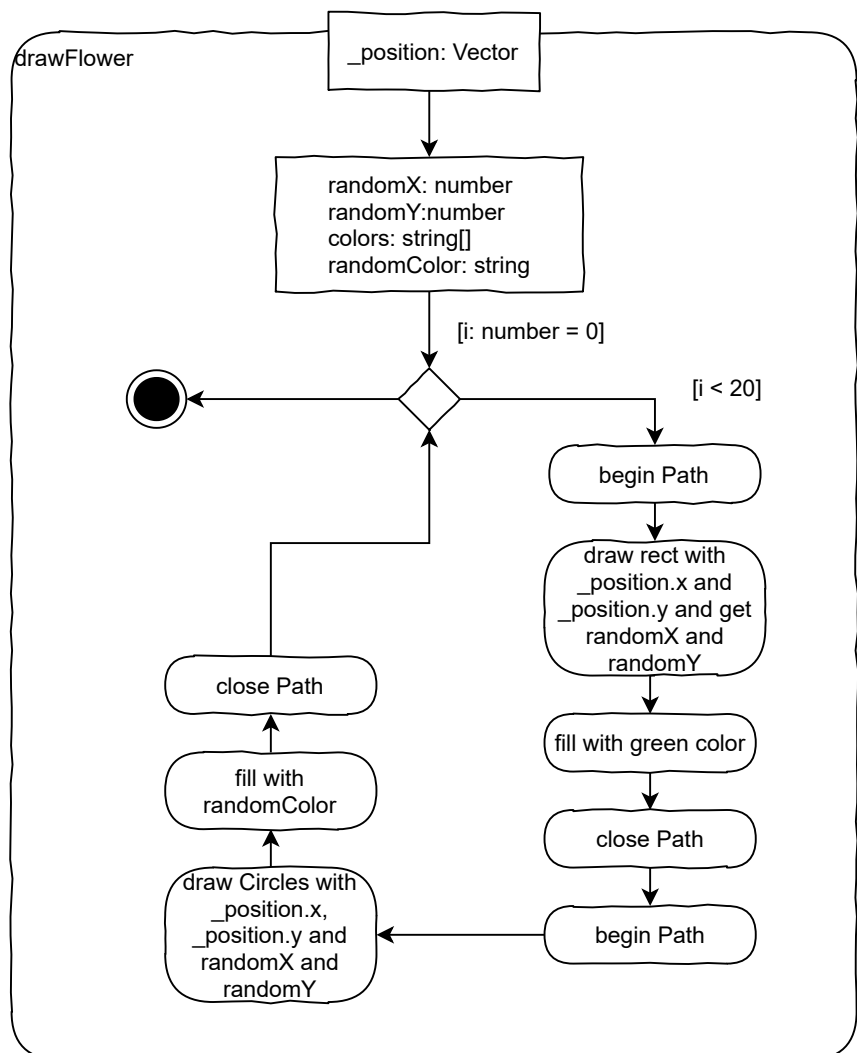 drawFlower
_position: Vector
randomX: number
randomY:number
colors: string[]
randomColor: string
[i: number = 0]
[i < 20]
begin Path
draw rect with
_position.x and
_position.y and get
randomX and
randomY
fill with green color
close Path
begin Path
draw Circles with
_position.x,
_position.y and
randomX and
randomY
fill with
randomColor
close Path